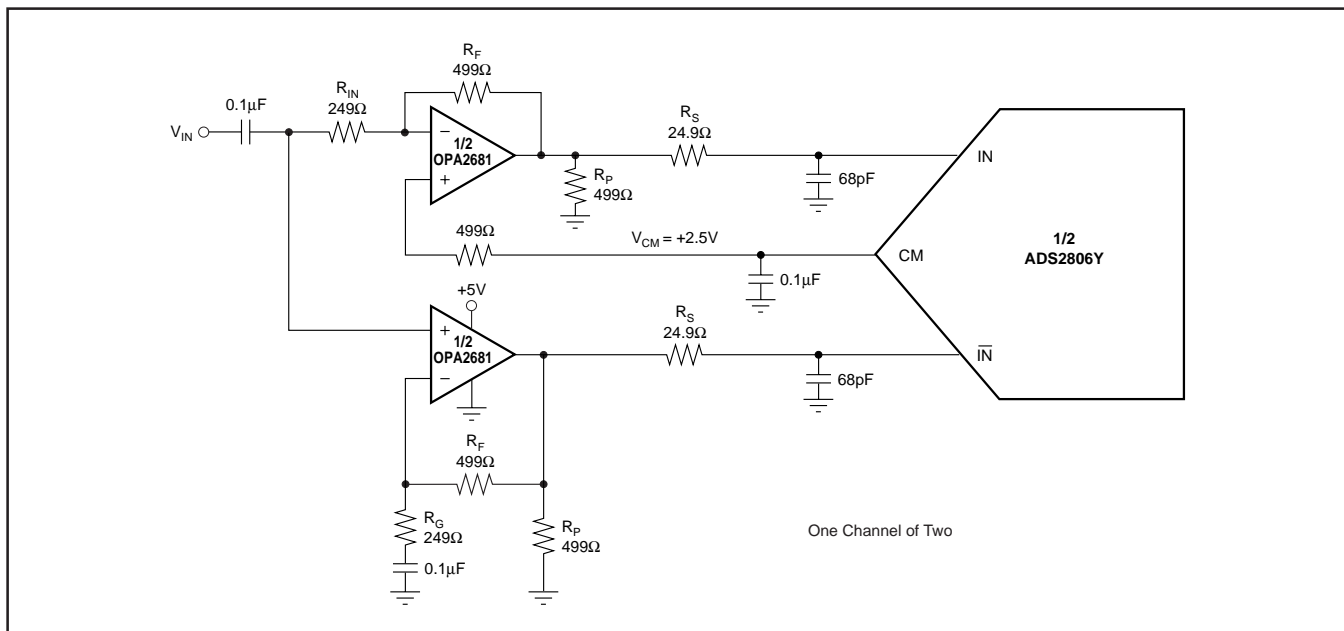 R_F
499Ω
0.1µF
R_IN
249Ω
V_IN
−
1/2
OPA2681
+
R_S
24.9Ω
IN
68pF
R_P
499Ω
499Ω
V_CM = +2.5V
CM
1/2
ADS2806Y
0.1µF
+5V
+
1/2
OPA2681
−
R_S
24.9Ω
I̅N̅
68pF
R_F
499Ω
R_G
249Ω
0.1µF
R_P
499Ω
One Channel of Two